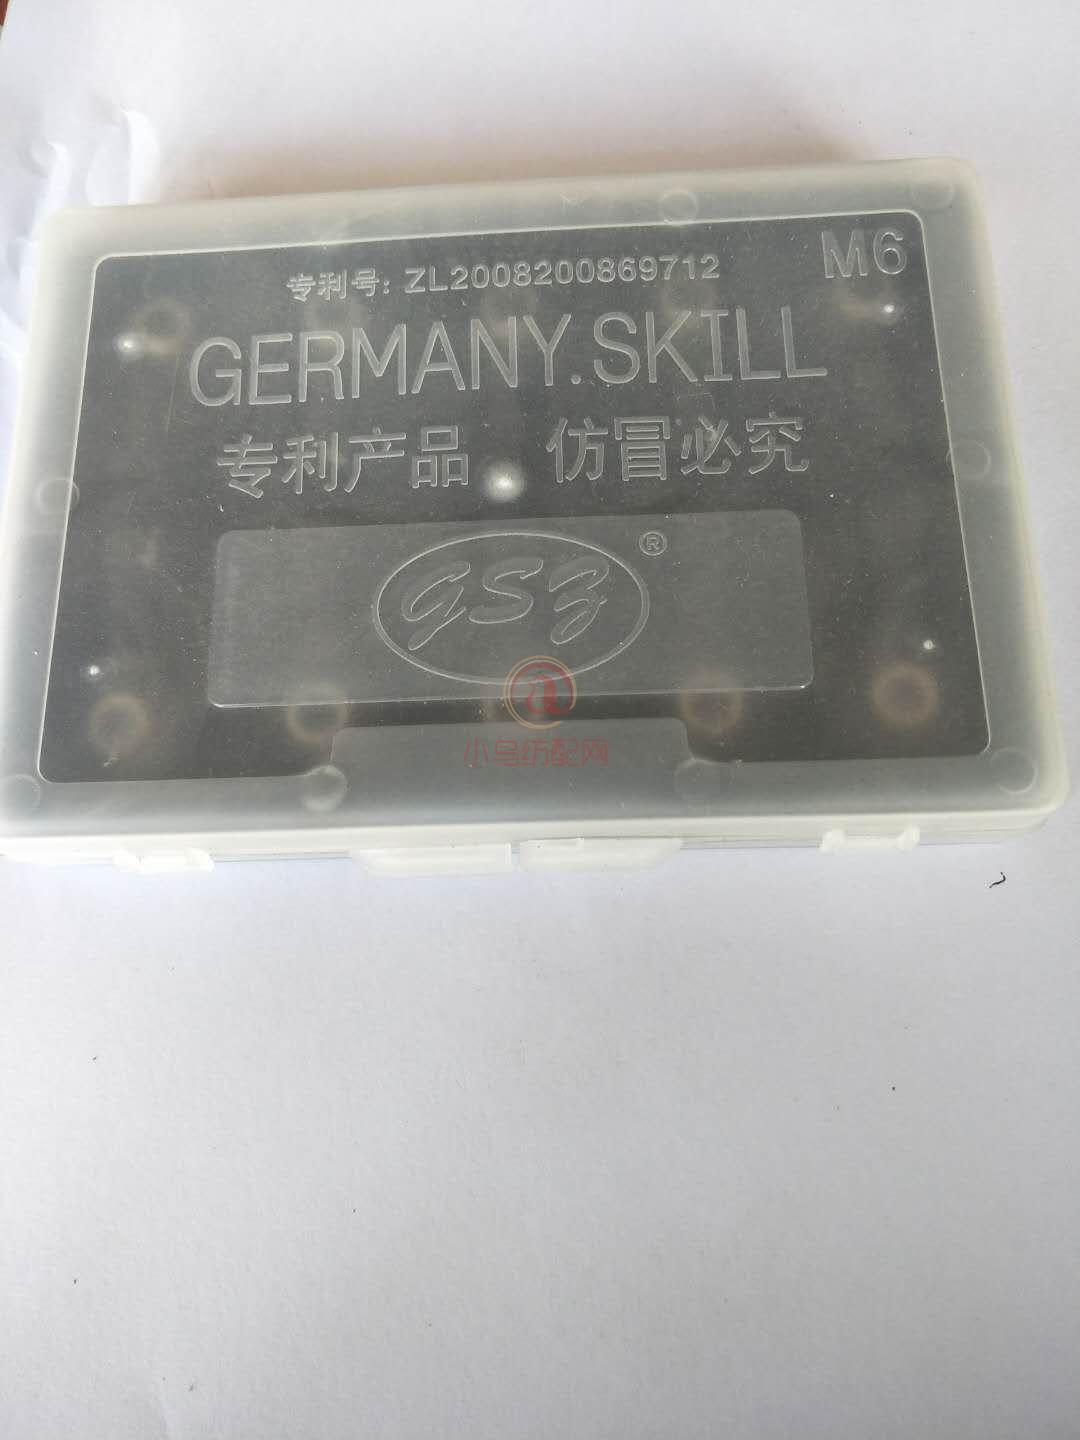 M6
专利号: ZL2008200869712
GERMANY.SKILL
专利产品 仿冒必究
GSZ®
小鸟纺配网